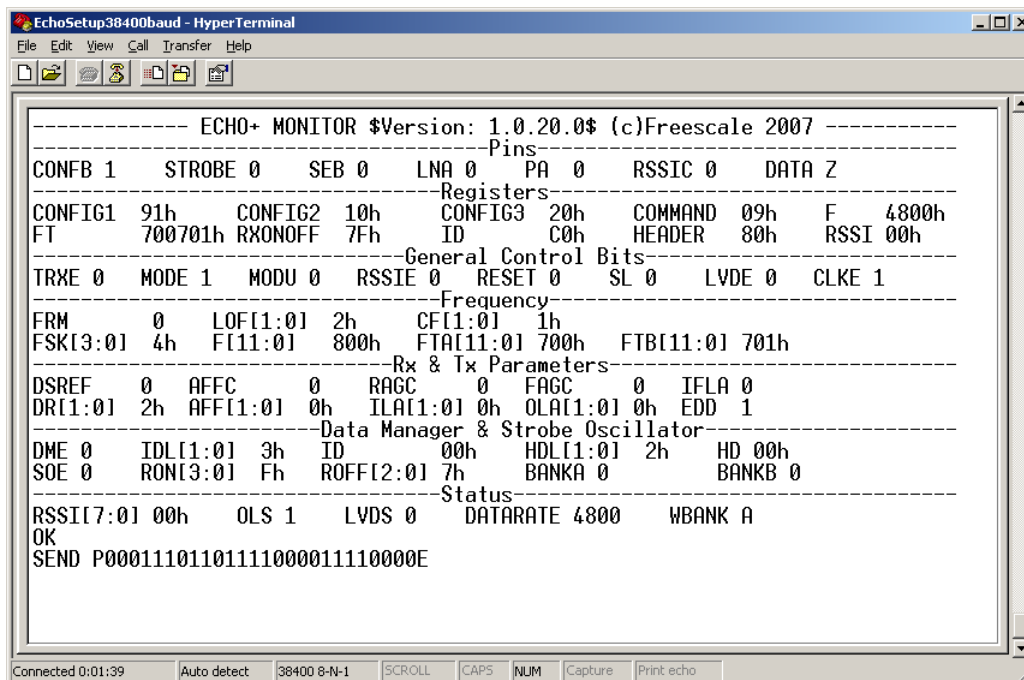 EchoSetup38400baud - HyperTerminal
File Edit View Call Transfer Help
------------- ECHO+ MONITOR $Version: 1.0.20.0$ (c)Freescale 2007 -----------
--------------------------------------Pins-----------------------------------
CONFB 1 STROBE 0 SEB 0 LNA 0 PA 0 RSSIC 0 DATA Z
----------------------------------Registers----------------------------------
CONFIG1 91h CONFIG2 10h CONFIG3 20h COMMAND 09h F 4800h
FT 700701h RXONOFF 7Fh ID C0h HEADER 80h RSSI 00h
-------------------------------General Control Bits--------------------------
TRXE 0 MODE 1 MODU 0 RSSIE 0 RESET 0 SL 0 LVDE 0 CLKE 1
----------------------------------Frequency----------------------------------
FRM 0 LOF[1:0] 2h CF[1:0] 1h
FSK[3:0] 4h F[11:0] 800h FTA[11:0] 700h FTB[11:0] 701h
------------------------------Rx & Tx Parameters-----------------------------
DSREF 0 AFFC 0 RAGC 0 FAGC 0 IFLA 0
DR[1:0] 2h AFF[1:0] 0h ILA[1:0] 0h OLA[1:0] 0h EDD 1
------------------------Data Manager & Strobe Oscillator---------------------
DME 0 IDL[1:0] 3h ID 00h HDL[1:0] 2h HD 00h
SOE 0 RON[3:0] Fh ROFF[2:0] 7h BANKA 0 BANKB 0
----------------------------------Status-------------------------------------
RSSI[7:0] 00h OLS 1 LVDS 0 DATARATE 4800 WBANK A
OK
SEND P00011101101111000011110000E
Connected 0:01:39 Auto detect 38400 8-N-1 SCROLL CAPS NUM Capture Print echo